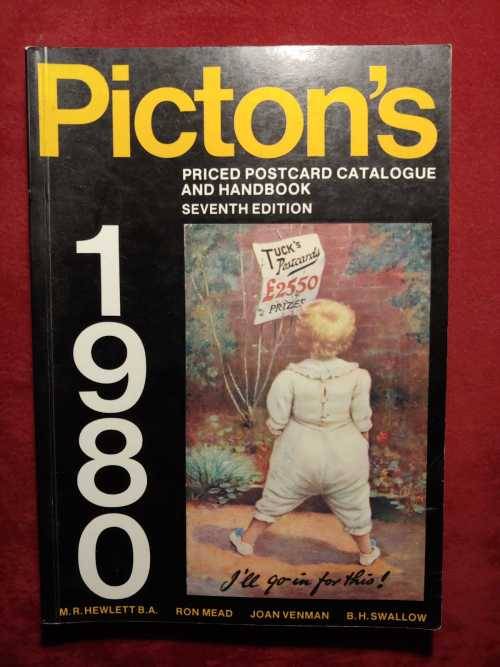 Picton's
PRICED POSTCARD CATALOGUE
AND HANDBOOK
SEVENTH EDITION
1980
TUCK'S
Postcards
£2550
PRIZES
I'll go in for this!
M.R. HEWLETT B.A. RON MEAD JOAN VENMAN B.H. SWALLOW